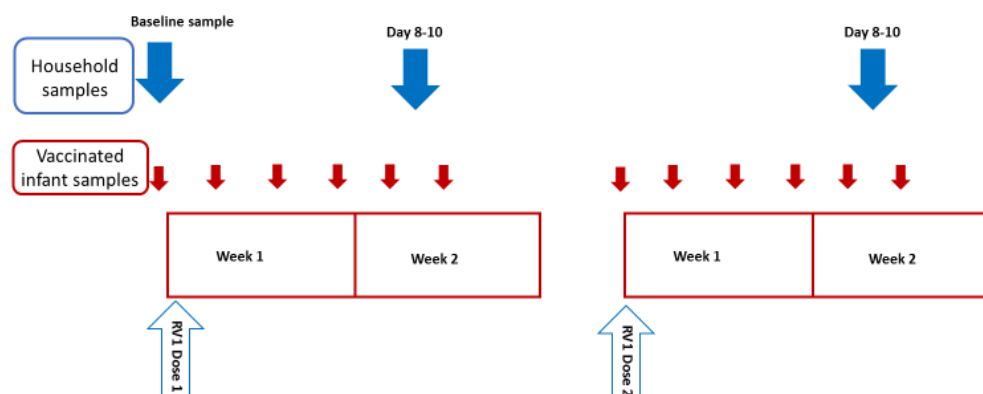 Baseline sample
Day 8-10
Day 8-10
Household
samples
Vaccinated
infant samples
Week 1
Week 2
Week 1
Week 2
RV1 Dose 1
RV1 Dose 2